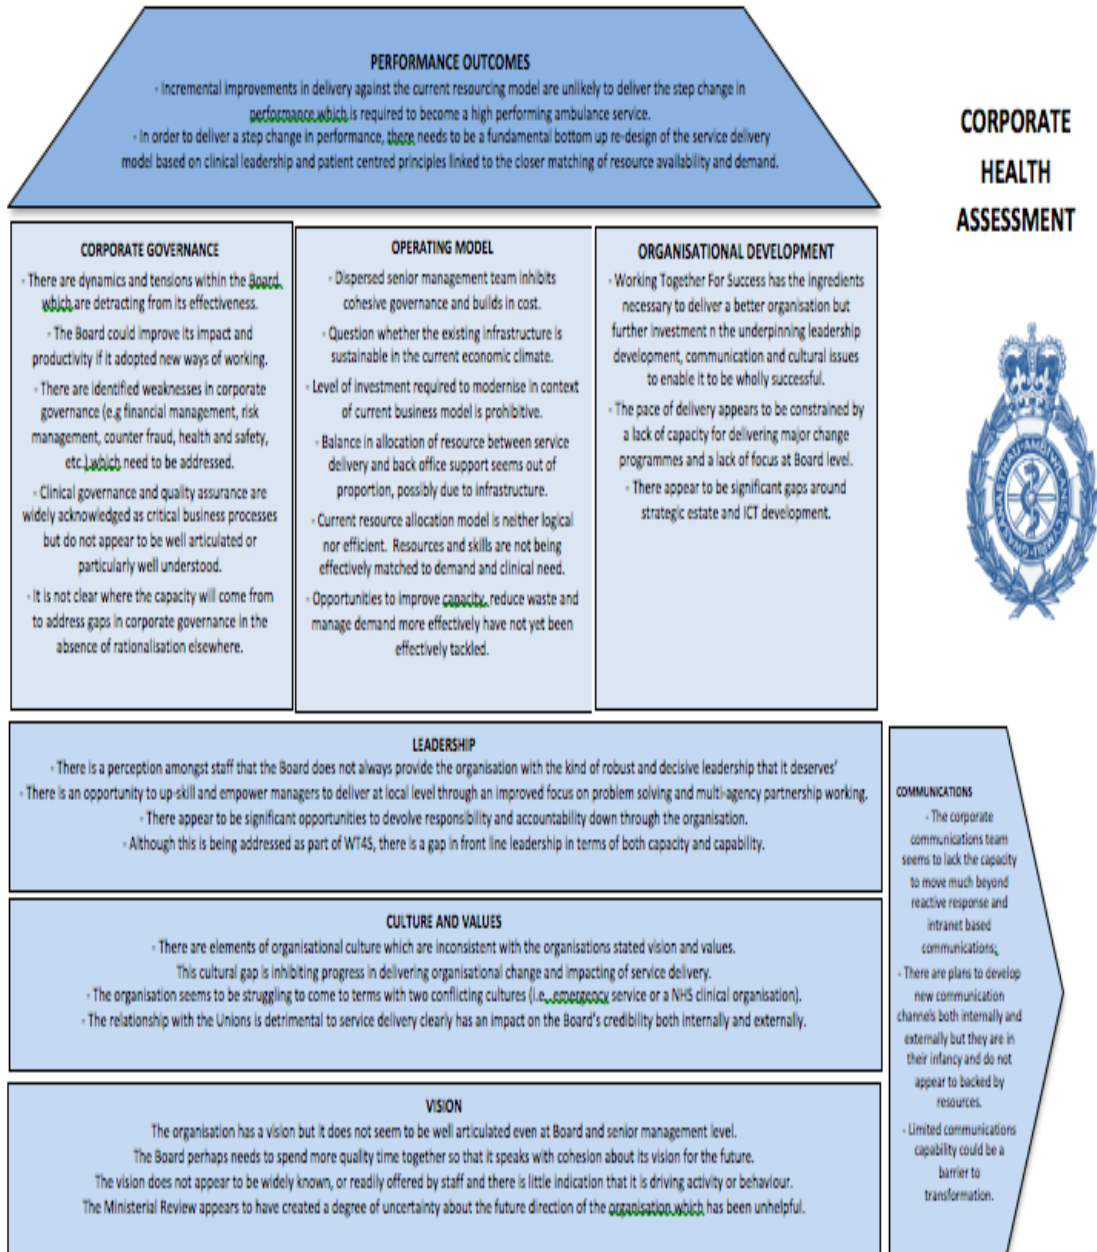 PERFORMANCE OUTCOMES
- Incremental improvements in delivery against the current resourcing model are unlikely to deliver the step change in
performance which is required to become a high performing ambulance service.
- In order to deliver a step change in performance, there needs to be a fundamental bottom up re-design of the service delivery
model based on clinical leadership and patient centred principles linked to the closer matching of resource availability and demand.
CORPORATE
HEALTH
ASSESSMENT
CORPORATE GOVERNANCE
- There are dynamics and tensions within the Board
which are detracting from its effectiveness.
- The Board could improve its impact and
productivity if it adopted new ways of working.
- There are identified weaknesses in corporate
governance (e.g financial management, risk
management, counter fraud, health and safety,
etc.) which need to be addressed.
- Clinical governance and quality assurance are
widely acknowledged as critical business processes
but do not appear to be well articulated or
particularly well understood.
- It is not clear where the capacity will come from
to address gaps in corporate governance in the
absence of rationalisation elsewhere.
OPERATING MODEL
- Dispersed senior management team inhibits
cohesive governance and builds in cost.
- Question whether the existing infrastructure is
sustainable in the current economic climate.
- Level of investment required to modernise in context
of current business model is prohibitive.
- Balance in allocation of resource between service
delivery and back office support seems out of
proportion, possibly due to infrastructure.
- Current resource allocation model is neither logical
nor efficient. Resources and skills are not being
effectively matched to demand and clinical need.
- Opportunities to improve capacity, reduce waste and
manage demand more effectively have not yet been
effectively tackled.
ORGANISATIONAL DEVELOPMENT
- Working Together For Success has the ingredients
necessary to deliver a better organisation but
further investment n the underpinning leadership
development, communication and cultural issues
to enable it to be wholly successful.
- The pace of delivery appears to be constrained by
a lack of capacity for delivering major change
programmes and a lack of focus at Board level.
- There appear to be significant gaps around
strategic estate and ICT development.
LEADERSHIP
- There is a perception amongst staff that the Board does not always provide the organisation with the kind of robust and decisive leadership that it deserves'
- There is an opportunity to up-skill and empower managers to deliver at local level through an improved focus on problem solving and multi-agency partnership working.
- There appear to be significant opportunities to devolve responsibility and accountability down through the organisation.
- Although this is being addressed as part of WT4S, there is a gap in front line leadership in terms of both capacity and capability.
CULTURE AND VALUES
- There are elements of organisational culture which are inconsistent with the organisations stated vision and values.
This cultural gap is inhibiting progress in delivering organisational change and impacting of service delivery.
- The organisation seems to be struggling to come to terms with two conflicting cultures (i.e. emergency service or a NHS clinical organisation).
- The relationship with the Unions is detrimental to service delivery clearly has an impact on the Board's credibility both internally and externally.
VISION
The organisation has a vision but it does not seem to be well articulated even at Board and senior management level.
The Board perhaps needs to spend more quality time together so that it speaks with cohesion about its vision for the future.
The vision does not appear to be widely known, or readily offered by staff and there is little indication that it is driving activity or behaviour.
The Ministerial Review appears to have created a degree of uncertainty about the future direction of the organisation which has been unhelpful.
COMMUNICATIONS
- The corporate
communications team
seems to lack the capacity
to move much beyond
reactive response and
intranet based
communications;
- There are plans to develop
new communication
channels both internally and
externally but they are in
their infancy and do not
appear to backed by
resources.
- Limited communications
capability could be a
barrier to
transformation.